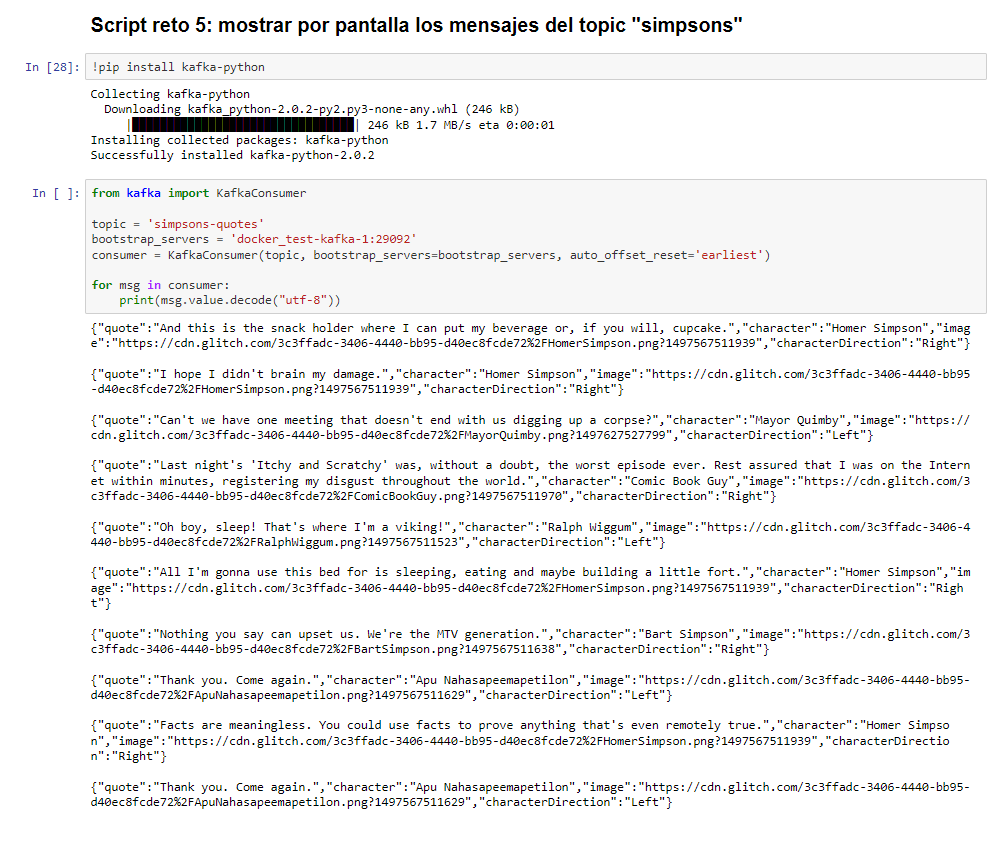 Script reto 5: mostrar por pantalla los mensajes del topic "simpsons"
In [28]: !pip install kafka-python
Collecting kafka-python
Downloading kafka_python-2.0.2-py2.py3-none-any.whl (246 kB)
|████████████████████████████████| 246 kB 1.7 MB/s eta 0:00:01
Installing collected packages: kafka-python
Successfully installed kafka-python-2.0.2
In [ ]: from kafka import KafkaConsumer
topic = 'simpsons-quotes'
bootstrap_servers = 'docker_test-kafka-1:29092'
consumer = KafkaConsumer(topic, bootstrap_servers=bootstrap_servers, auto_offset_reset='earliest')
for msg in consumer:
print(msg.value.decode("utf-8"))
{"quote":"And this is the snack holder where I can put my beverage or, if you will, cupcake.","character":"Homer Simpson","imag
e":"https://cdn.glitch.com/3c3ffadc-3406-4440-bb95-d40ec8fcde72%2FHomerSimpson.png?1497567511939","characterDirection":"Right"}
{"quote":"I hope I didn't brain my damage.","character":"Homer Simpson","image":"https://cdn.glitch.com/3c3ffadc-3406-4440-bb95
-d40ec8fcde72%2FHomerSimpson.png?1497567511939","characterDirection":"Right"}
{"quote":"Can't we have one meeting that doesn't end with us digging up a corpse?","character":"Mayor Quimby","image":"https://
cdn.glitch.com/3c3ffadc-3406-4440-bb95-d40ec8fcde72%2FMayorQuimby.png?1497627527799","characterDirection":"Left"}
{"quote":"Last night's 'Itchy and Scratchy' was, without a doubt, the worst episode ever. Rest assured that I was on the Intern
et within minutes, registering my disgust throughout the world.","character":"Comic Book Guy","image":"https://cdn.glitch.com/3
c3ffadc-3406-4440-bb95-d40ec8fcde72%2FComicBookGuy.png?1497567511970","characterDirection":"Right"}
{"quote":"Oh boy, sleep! That's where I'm a viking!","character":"Ralph Wiggum","image":"https://cdn.glitch.com/3c3ffadc-3406-4
440-bb95-d40ec8fcde72%2FRalphWiggum.png?1497567511523","characterDirection":"Left"}
{"quote":"All I'm gonna use this bed for is sleeping, eating and maybe building a little fort.","character":"Homer Simpson","im
age":"https://cdn.glitch.com/3c3ffadc-3406-4440-bb95-d40ec8fcde72%2FHomerSimpson.png?1497567511939","characterDirection":"Righ
t"}
{"quote":"Nothing you say can upset us. We're the MTV generation.","character":"Bart Simpson","image":"https://cdn.glitch.com/3
c3ffadc-3406-4440-bb95-d40ec8fcde72%2FBartSimpson.png?1497567511638","characterDirection":"Right"}
{"quote":"Thank you. Come again.","character":"Apu Nahasapeemapetilon","image":"https://cdn.glitch.com/3c3ffadc-3406-4440-bb95-
d40ec8fcde72%2FApuNahasapeemapetilon.png?1497567511629","characterDirection":"Left"}
{"quote":"Facts are meaningless. You could use facts to prove anything that's even remotely true.","character":"Homer Simpso
n","image":"https://cdn.glitch.com/3c3ffadc-3406-4440-bb95-d40ec8fcde72%2FHomerSimpson.png?1497567511939","characterDirectio
n":"Right"}
{"quote":"Thank you. Come again.","character":"Apu Nahasapeemapetilon","image":"https://cdn.glitch.com/3c3ffadc-3406-4440-bb95-
d40ec8fcde72%2FApuNahasapeemapetilon.png?1497567511629","characterDirection":"Left"}